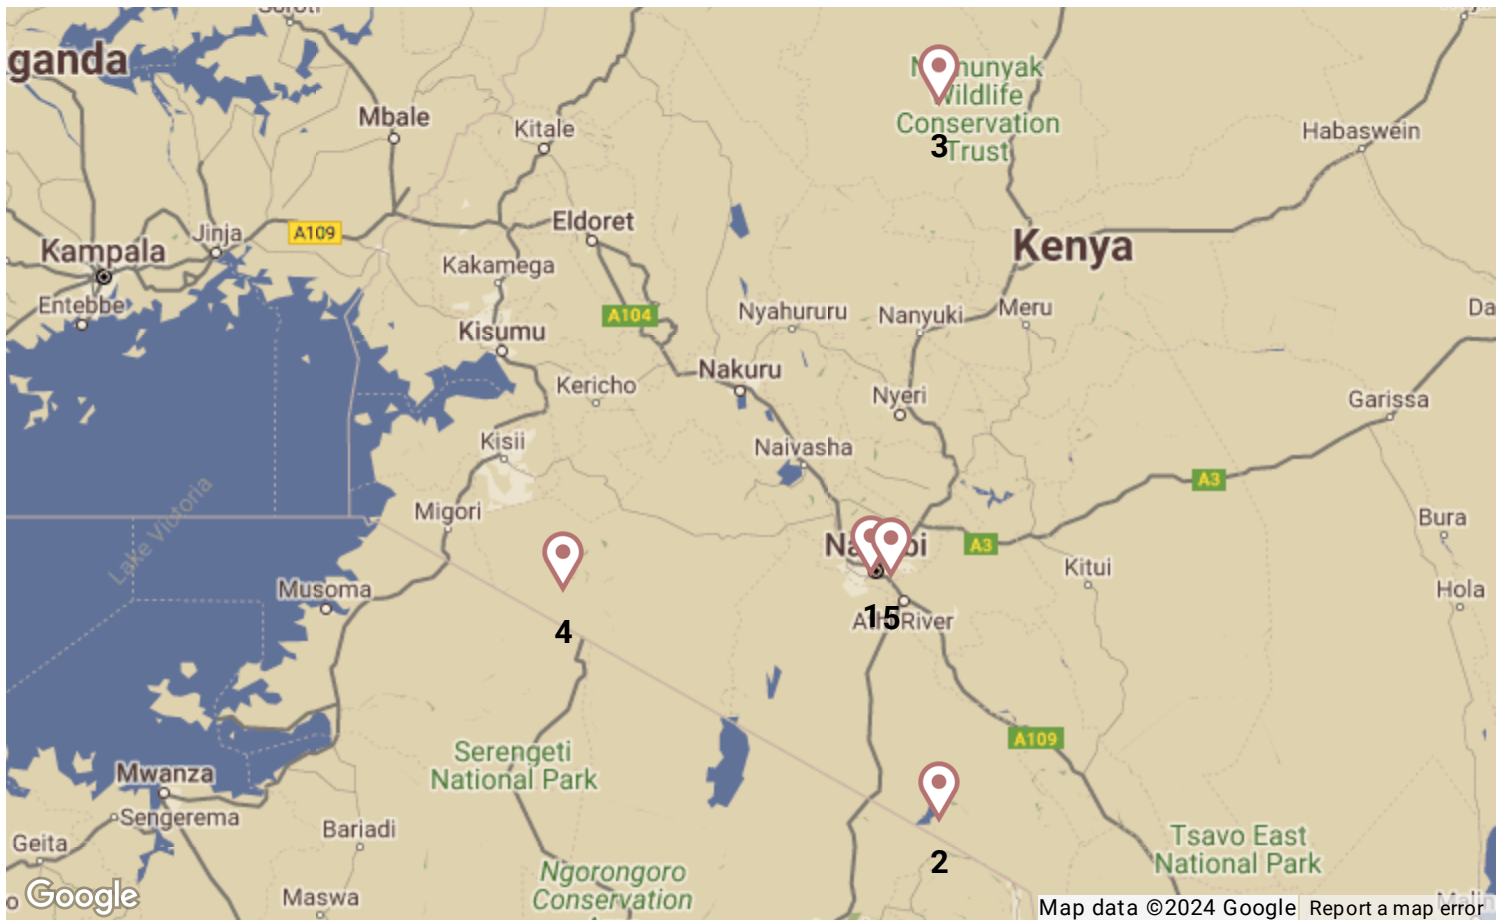 ganda
Mbale
Kitale
Wildlife
Conservation
Trust
3
Habaswein
Eldoret
Jinja
A109
Kenya
Kampala
Kakamega
Entebbe
A104
Nyahururu
Nanyuki
Meru
Da
Kisumu
Nakuru
Kericho
Nyeri
Garissa
Kisii
Naivasha
A3
Lake Victoria
Migori
Bura
A3
Kitui
Musoma
Hola
4
15
River
A109
Serengeti
National Park
Mwanza
Sengerema
Bariadi
Geita
2
Tsavo East
National Park
Ngorongoro
Conservation
Maswa
Google
Map data ©2024 Google
Report a map error